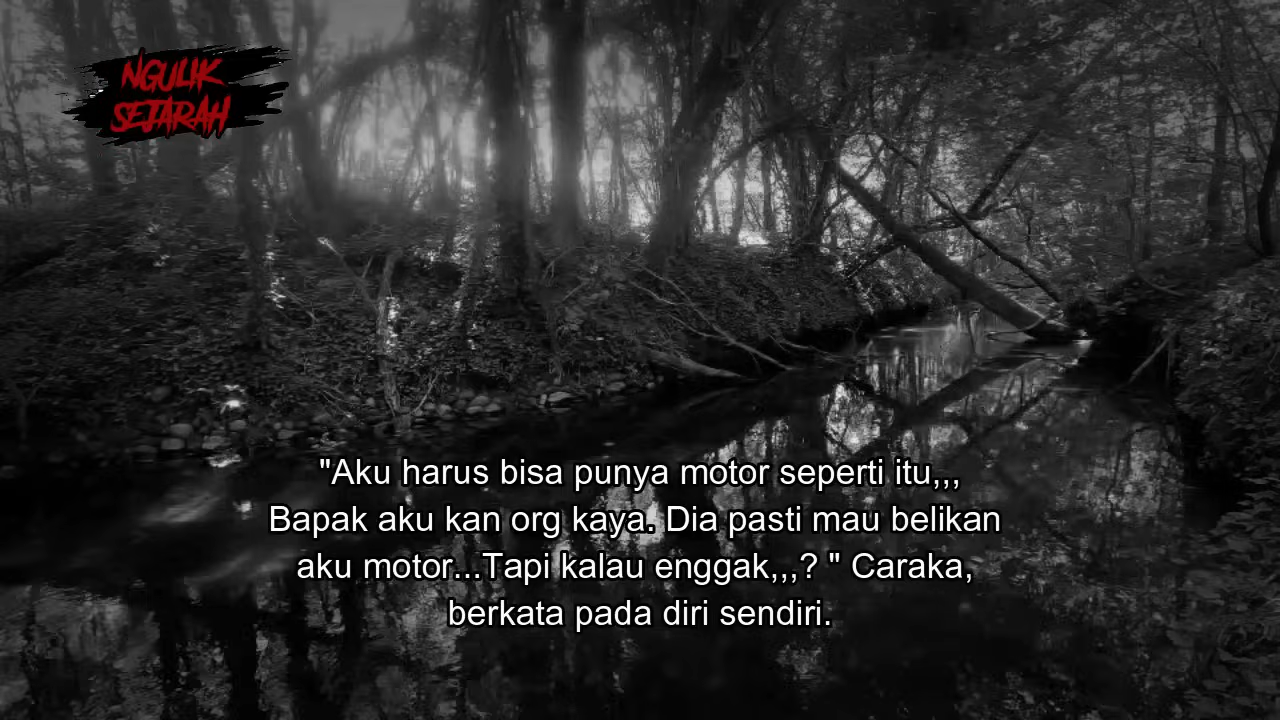 NGULIK
SEJARAH
"Aku harus bisa punya motor seperti itu,,,
Bapak aku kan org kaya. Dia pasti mau belikan
aku motor...Tapi kalau enggak,,,? " Caraka,
berkata pada diri sendiri.